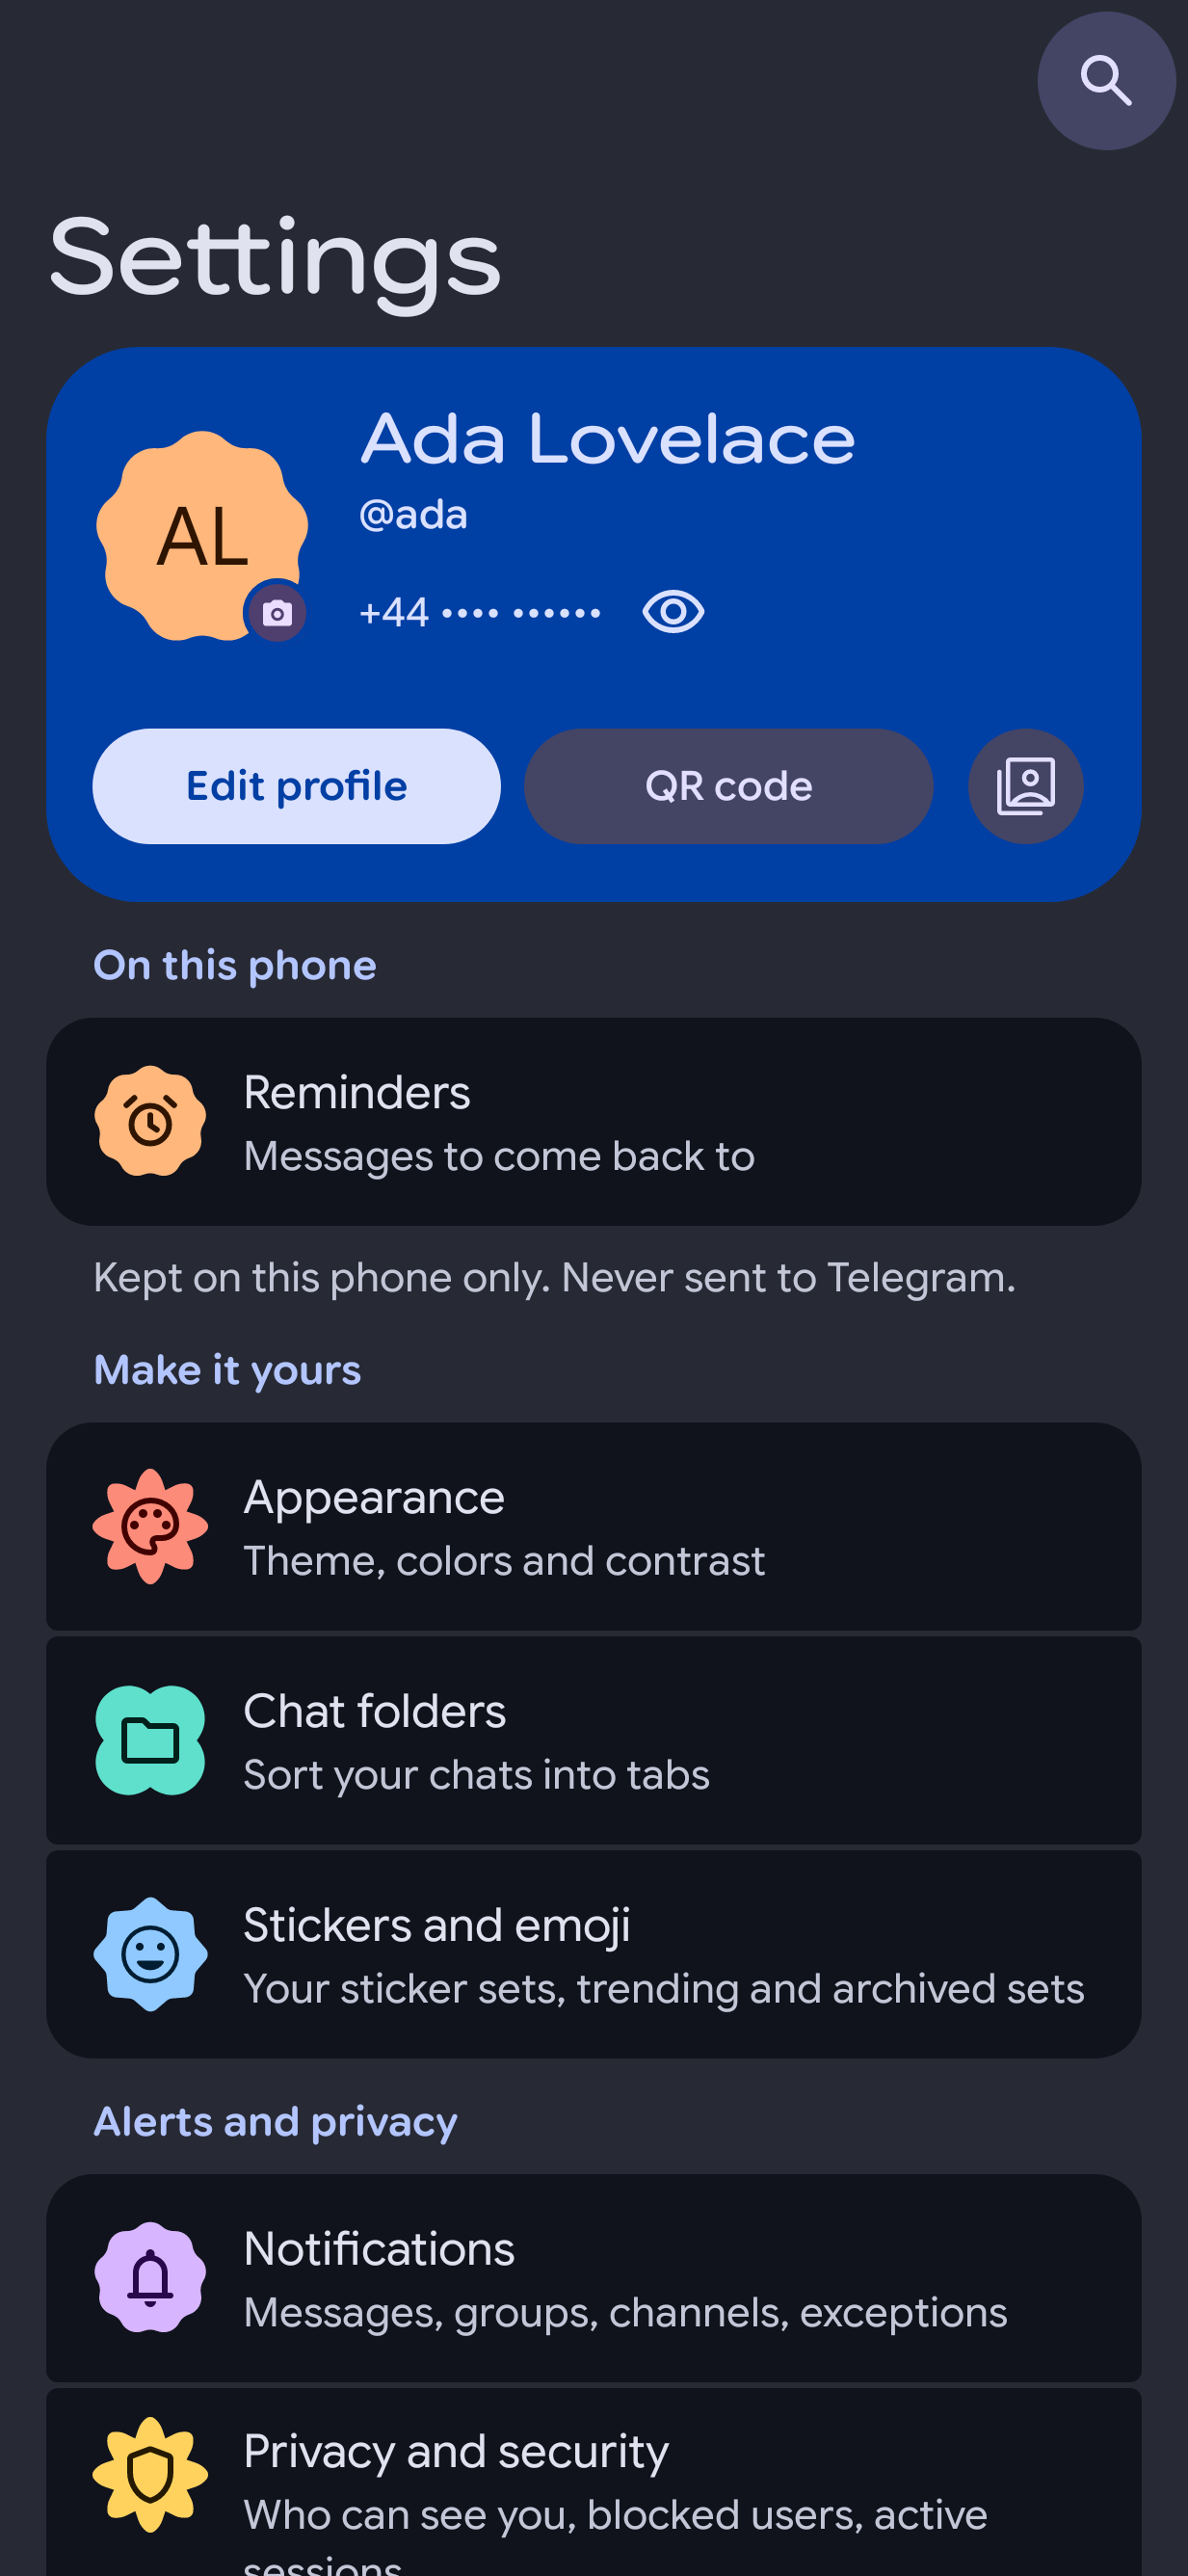 Settings
AL
Ada Lovelace
@ada
+44 •••• ••••••
Edit profile
QR code
On this phone
Reminders
Messages to come back to
Kept on this phone only. Never sent to Telegram.
Make it yours
Appearance
Theme, colors and contrast
Chat folders
Sort your chats into tabs
Stickers and emoji
Your sticker sets, trending and archived sets
Alerts and privacy
Notifications
Messages, groups, channels, exceptions
Privacy and security
Who can see you, blocked users, active
sessions